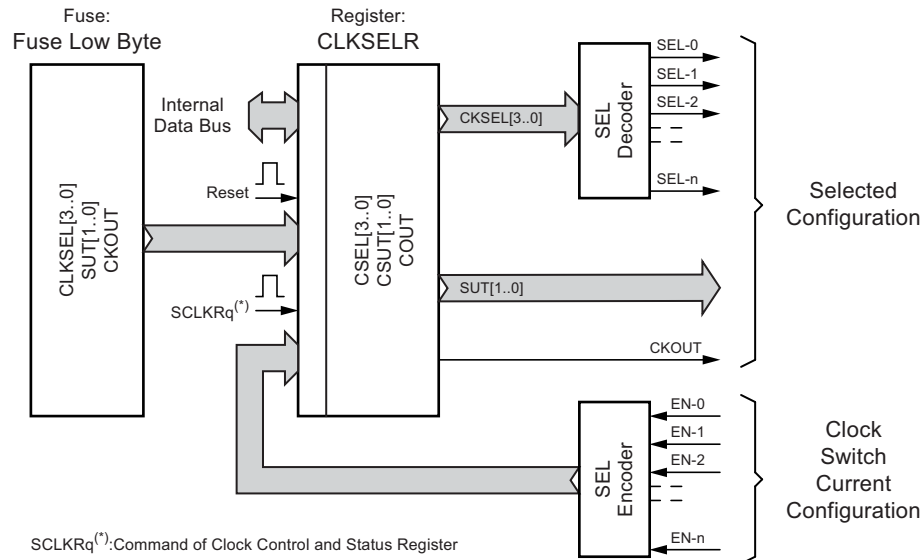 Fuse:
Fuse Low Byte
Register:
CLKSELR
CLKSEL[3..0]
SUT[1..0]
CKOUT
Internal
Data Bus
Reset
SCLKRq(*)
CSEL[3..0]
CSUT[1..0]
COUT
CKSEL[3..0]
SUT[1..0]
CKOUT
SEL
Decoder
SEL-0
SEL-1
SEL-2
SEL-n
Selected
Configuration
SEL
Encoder
EN-0
EN-1
EN-2
EN-n
Clock
Switch
Current
Configuration
SCLKRq(*):Command of Clock Control and Status Register